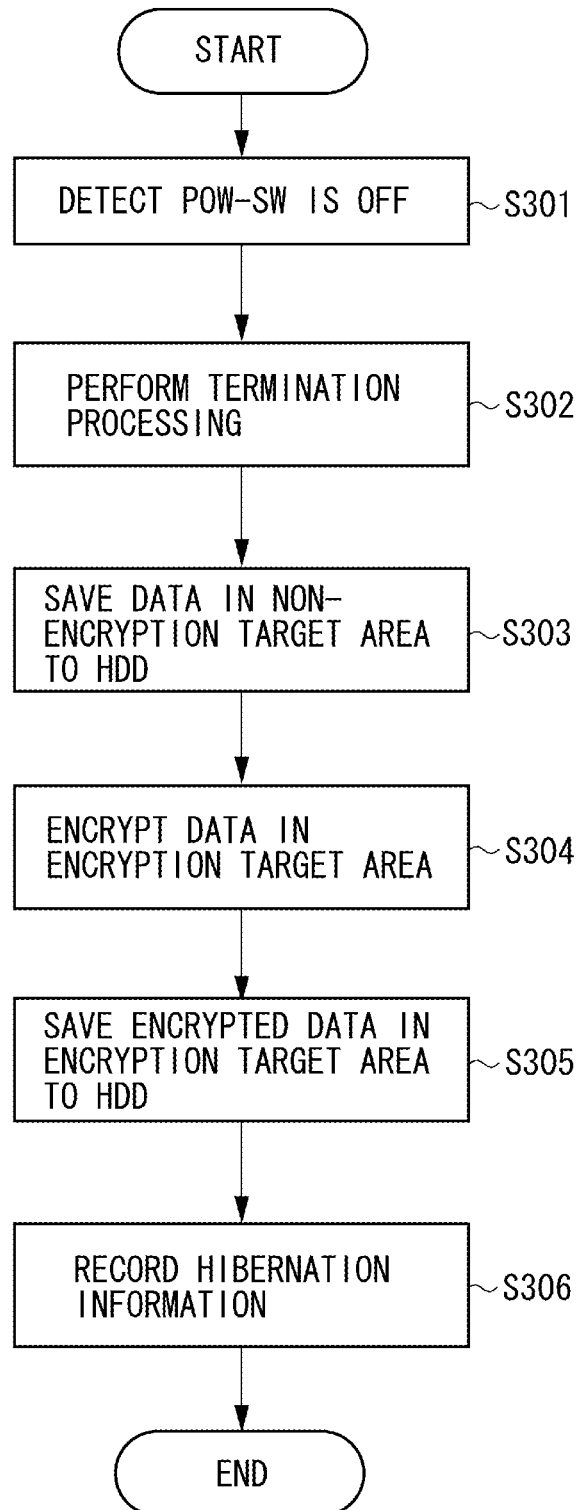 START
DETECT POW-SW IS OFF
S301
PERFORM TERMINATION
PROCESSING
S302
SAVE DATA IN NON-
ENCRYPTION TARGET AREA
TO HDD
S303
ENCRYPT DATA IN
ENCRYPTION TARGET AREA
S304
SAVE ENCRYPTED DATA IN
ENCRYPTION TARGET AREA
TO HDD
S305
RECORD HIBERNATION
INFORMATION
S306
END